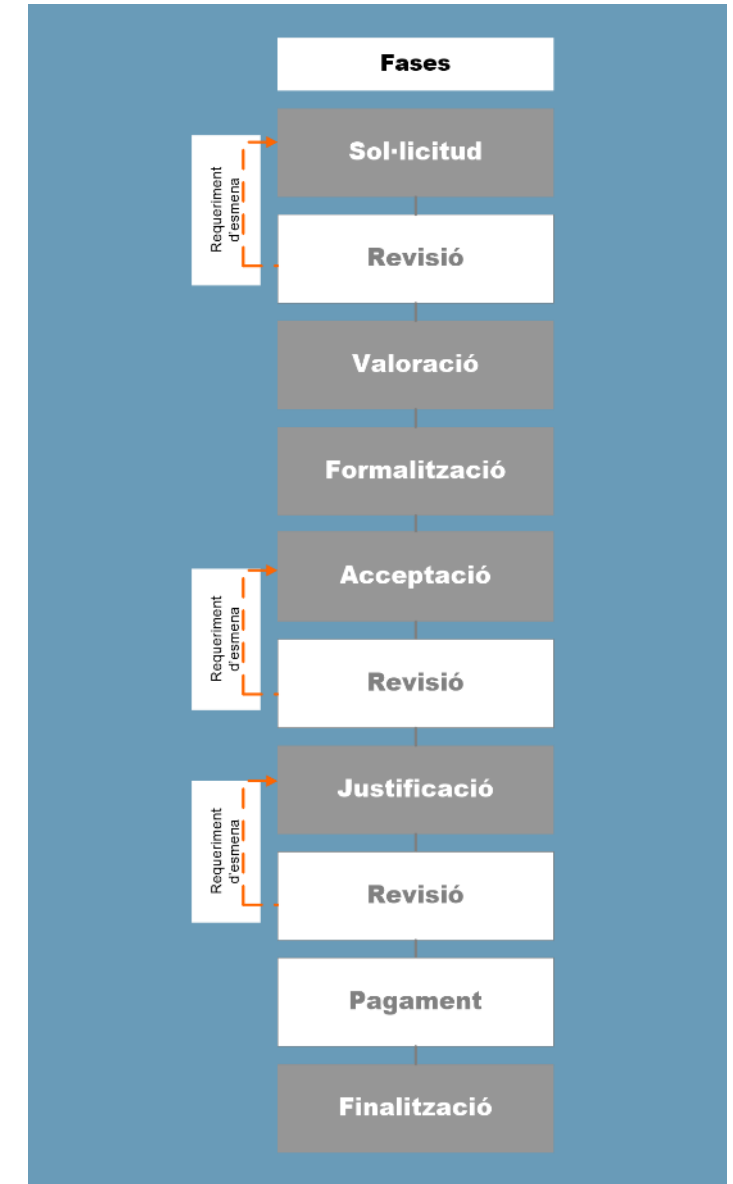 Fases
Sol·licitud
Requeriment
d'esmena
Revisió
Valoració
Formalització
Acceptació
Requeriment
d'esmena
Revisió
Justificació
Requeriment
d'esmena
Revisió
Pagament
Finalització